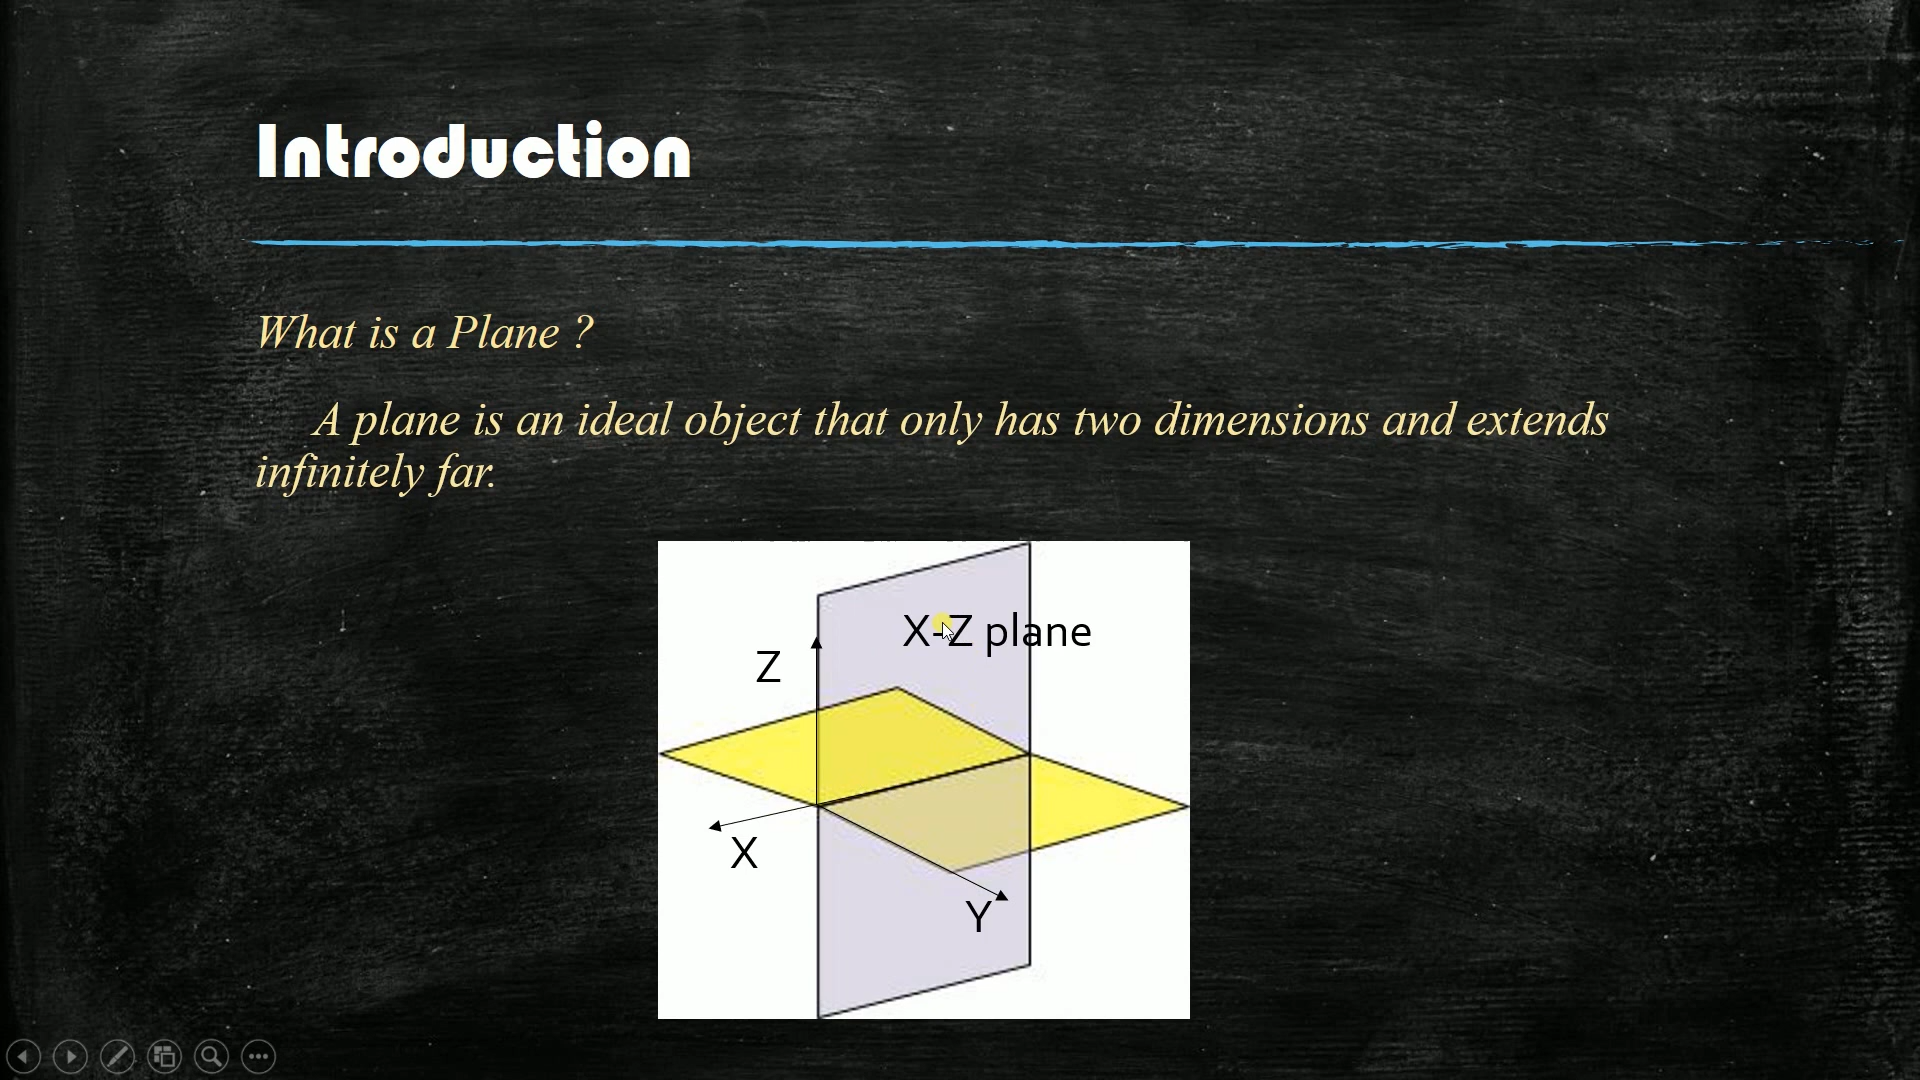 Introduction
What is a Plane ?
A plane is an ideal object that only has two dimensions and extends
infinitely far.
X-Z plane
Z
X
Y